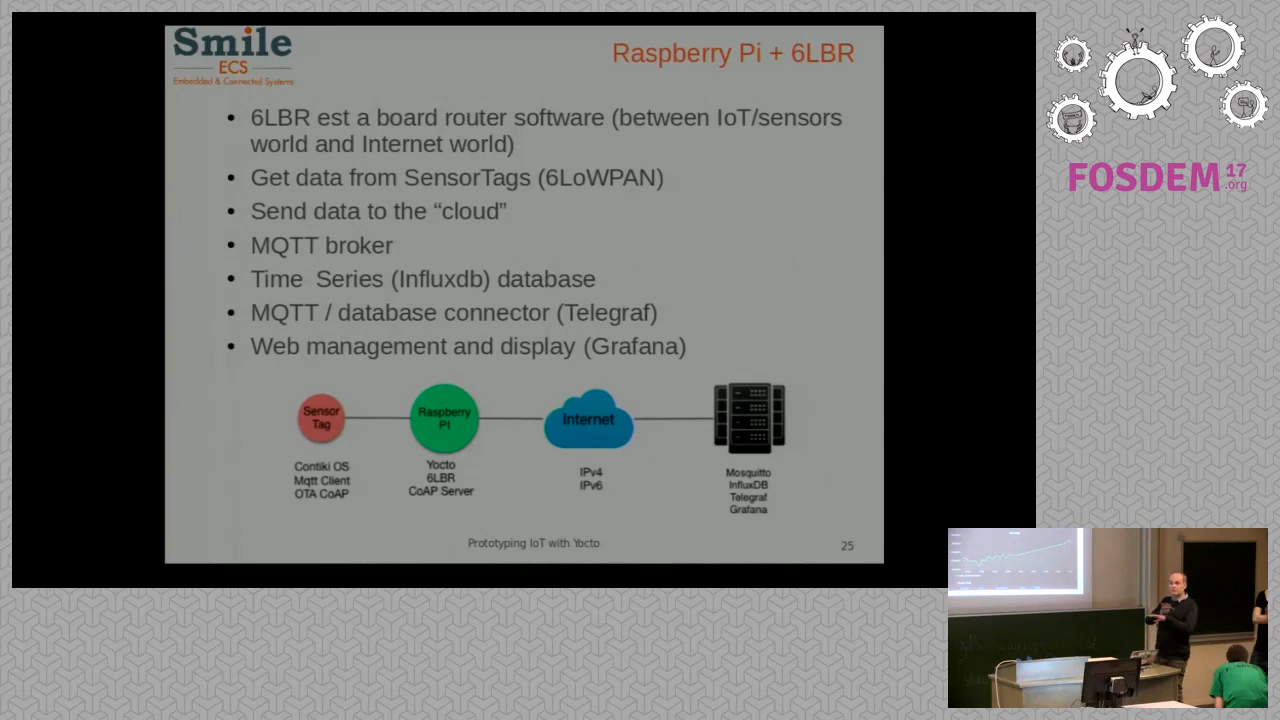 Smile
ECS
Embedded & Connected Systems
Raspberry Pi + 6LBR
• 6LBR est a board router software (between IoT/sensors
world and Internet world)
• Get data from SensorTags (6LoWPAN)
• Send data to the “cloud”
• MQTT broker
• Time  Series (Influxdb) database
• MQTT / database connector (Telegraf)
• Web management and display (Grafana)
Sensor
Tag
Raspberry
PI
Internet
Contiki OS
Mqtt Client
OTA CoAP
Yocto
6LBR
CoAP Server
IPv4
IPv6
Mosquitto
InfluxDB
Telegraf
Grafana
Prototyping IoT with Yocto
25
FOSDEM 17
.org